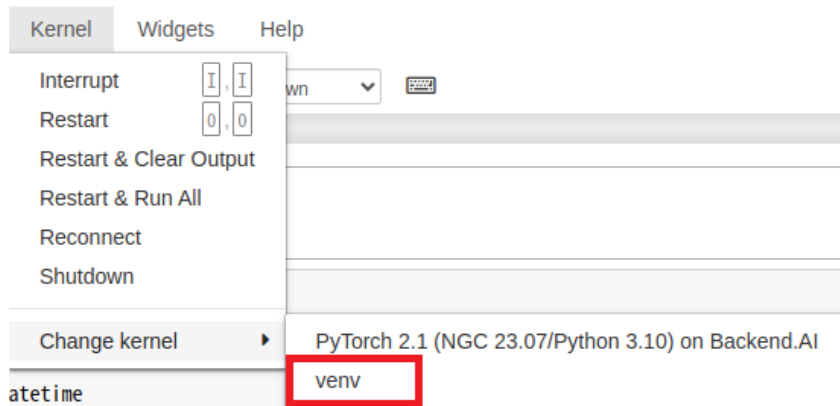 Kernel Widgets Help
Interrupt I,I
wn
Restart 0,0
Restart & Clear Output
Restart & Run All
Reconnect
Shutdown
Change kernel
PyTorch 2.1 (NGC 23.07/Python 3.10) on Backend.AI
venv
atetime